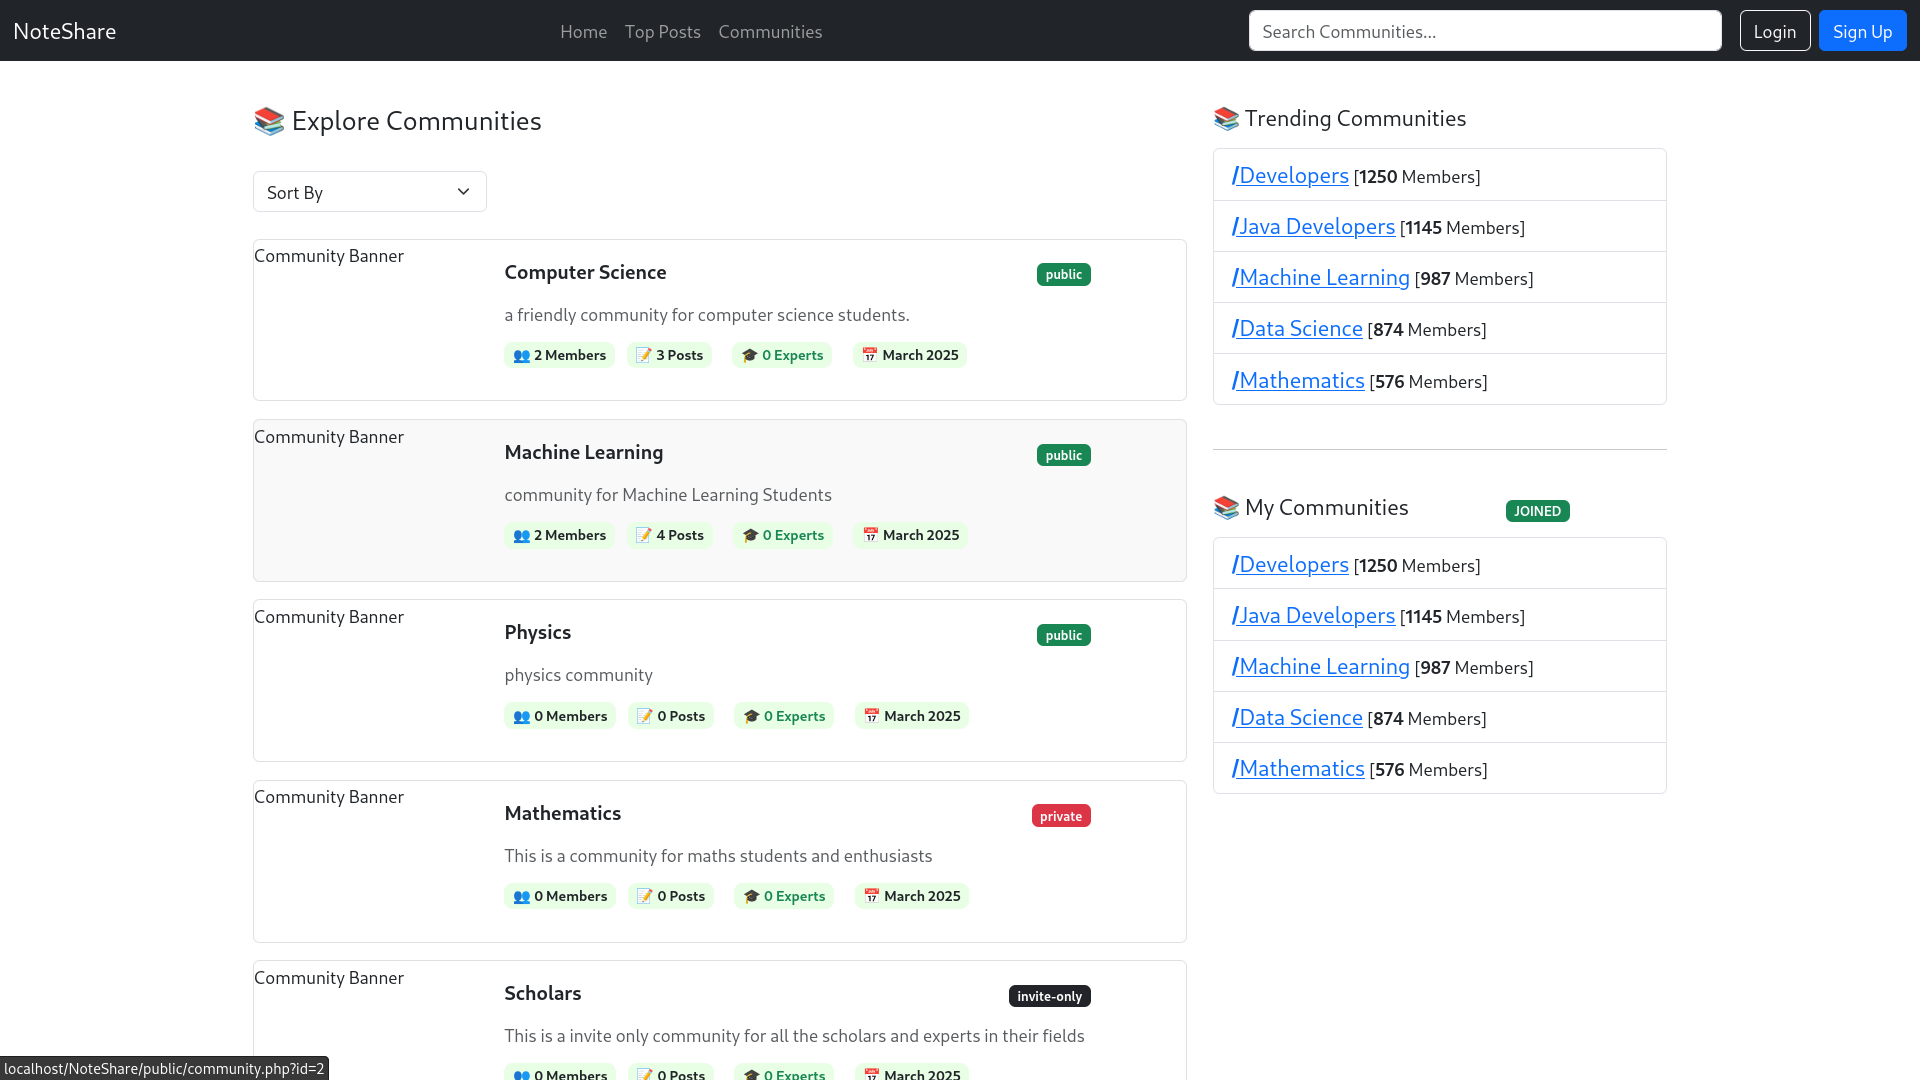 NoteShare
Home Top Posts Communities
Search Communities...
Login
Sign Up
Explore Communities
Sort By
Community Banner
Computer Science
public
a friendly community for computer science students.
2 Members 3 Posts 0 Experts March 2025
Community Banner
Machine Learning
public
community for Machine Learning Students
2 Members 4 Posts 0 Experts March 2025
Community Banner
Physics
public
physics community
0 Members 0 Posts 0 Experts March 2025
Community Banner
Mathematics
private
This is a community for maths students and enthusiasts
0 Members 0 Posts 0 Experts March 2025
Community Banner
Scholars
invite-only
This is a invite only community for all the scholars and experts in their fields
0 Members 0 Posts 0 Experts March 2025
Trending Communities
/Developers [1250 Members]
/Java Developers [1145 Members]
/Machine Learning [987 Members]
/Data Science [874 Members]
/Mathematics [576 Members]
My Communities
JOINED
/Developers [1250 Members]
/Java Developers [1145 Members]
/Machine Learning [987 Members]
/Data Science [874 Members]
/Mathematics [576 Members]
localhost/NoteShare/public/community.php?id=2